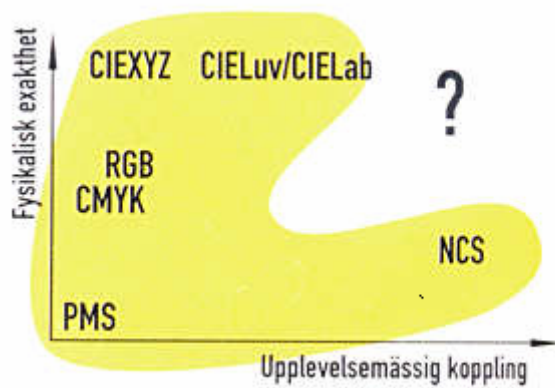 Fysikalisk exakthet
CIEXYZ CIELuv/CIELab
?
RGB
CMYK
NCS
PMS
Upplevelsemässig koppling